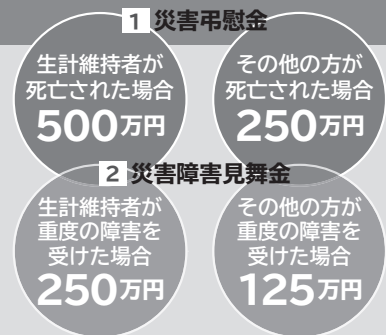 1 災害弔慰金
生計維持者が
死亡された場合
500万円
その他の方が
死亡された場合
250万円
2 災害障害見舞金
生計維持者が
重度の障害を
受けた場合
250万円
その他の方が
重度の障害を
受けた場合
125万円